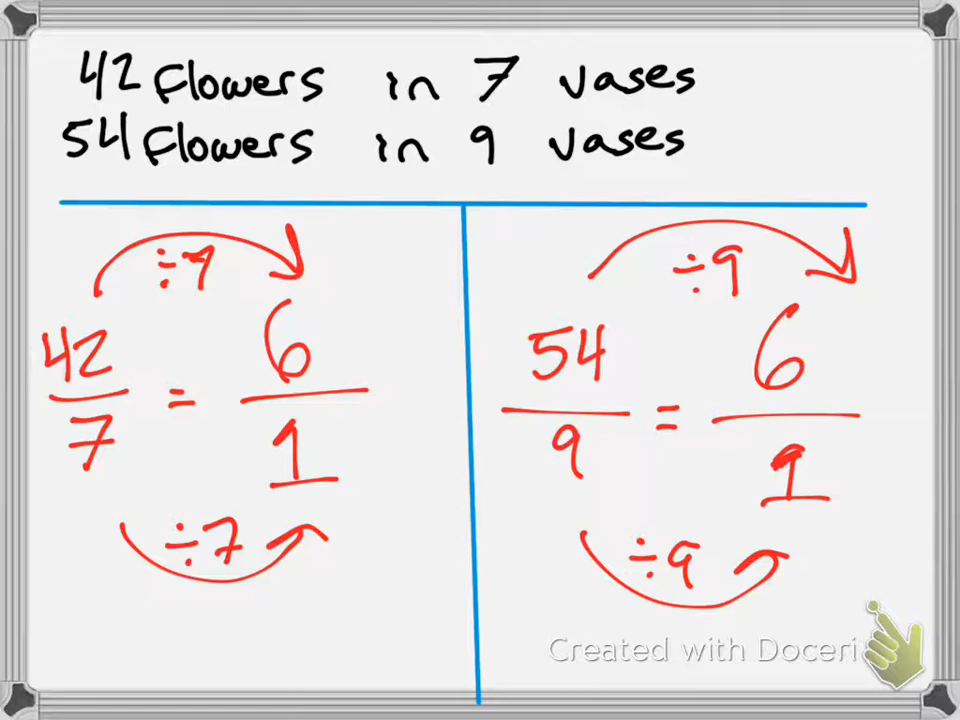 42 Flowers in 7 vases
54 Flowers in 9 vases
÷9
42/7 = 6/1
÷7
÷9
54/9 = 6/1
÷9
Created with Doceri